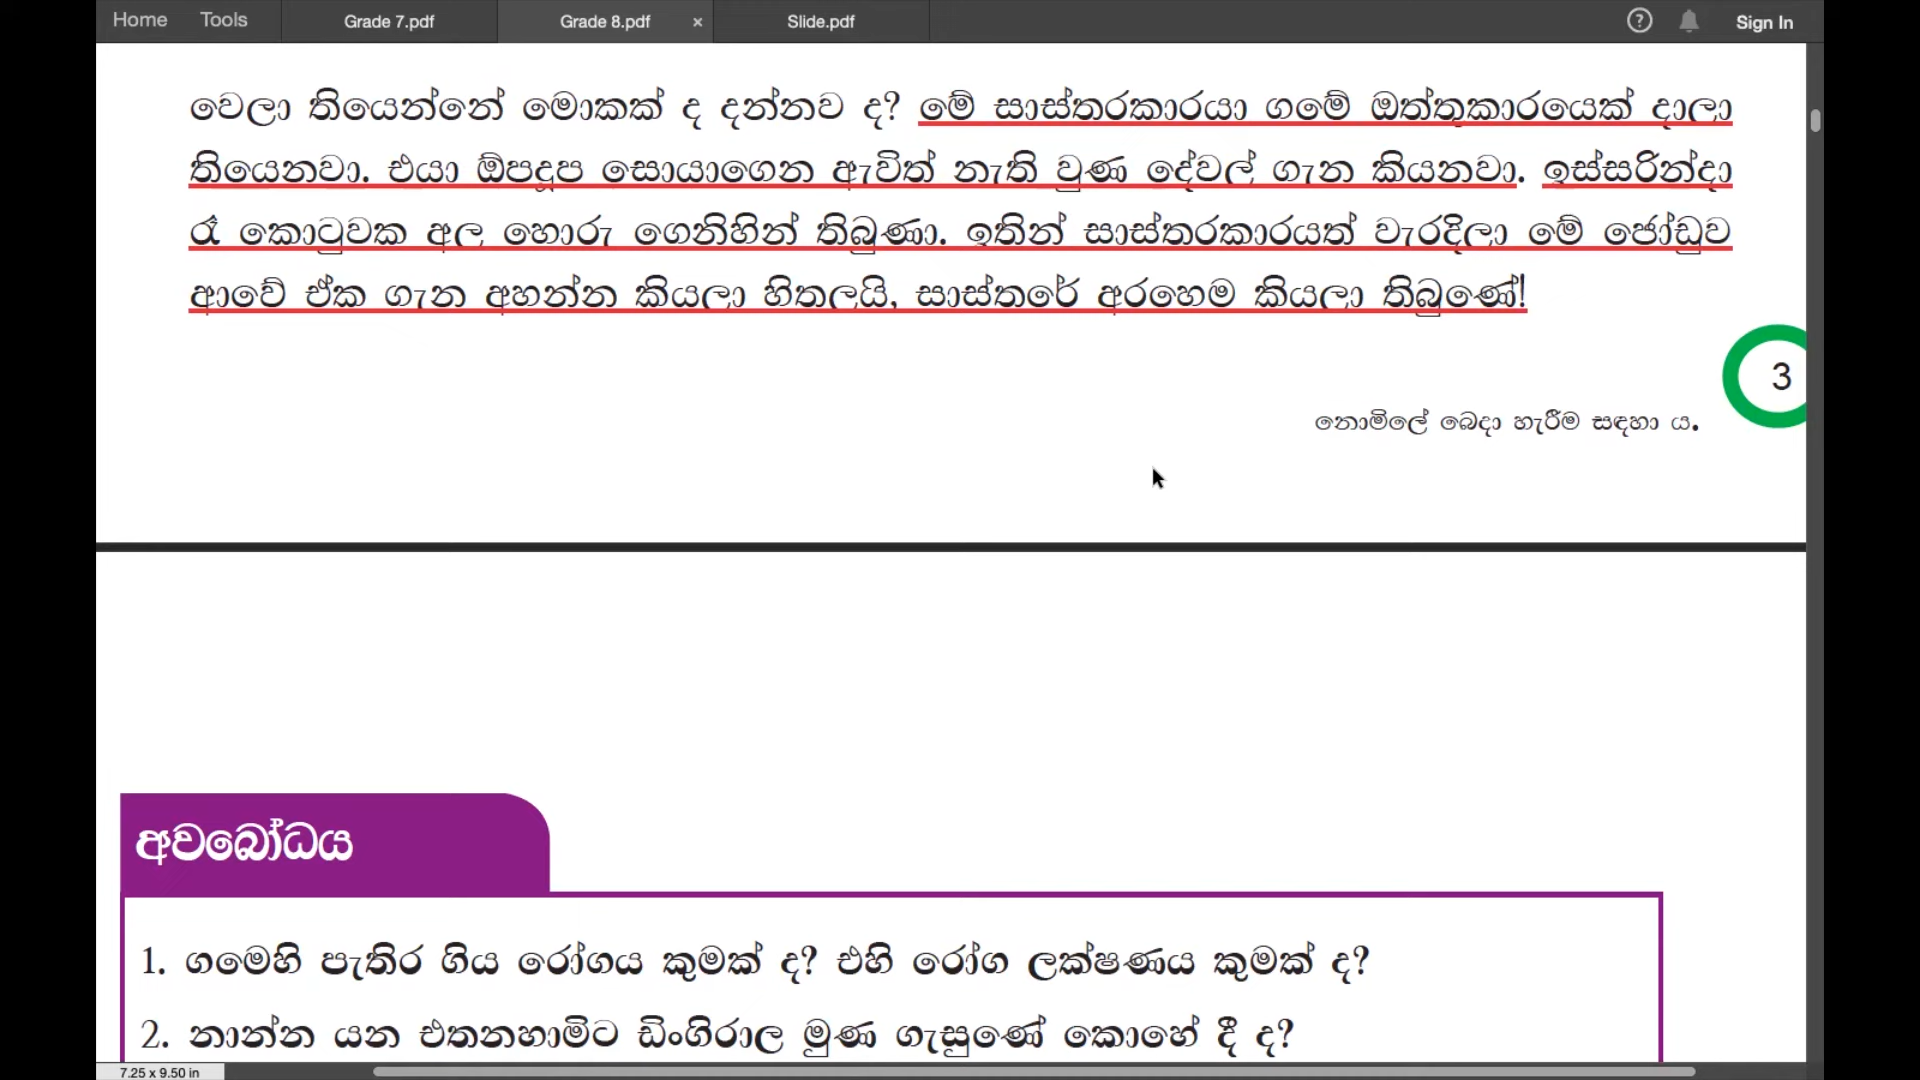 Home Tools Grade 7.pdf Grade 8.pdf × Slide.pdf ? Sign In
වෙලා තියෙන්නේ මොකක් ද දන්නව ද? මේ සාස්තරකාරයා ගමේ ඔත්තුකාරයෙක් දාලා
තියෙනවා. එයා ඕපදූප සොයාගෙන ඇවිත් නැති වුණ දේවල් ගැන කියනවා. ඉස්සරින්දා
රෑ කොටුවක අල හොරු ගෙනිහින් තිබුණා. ඉතින් සාස්තරකාරයත් වැරදිලා මේ ජෝඩුව
ආවේ ඒක ගැන අහන්න කියලා හිතලයි, සාස්තරේ අරහෙම කියලා තිබුණේ!
3
නොමිලේ බෙදා හැරීම සඳහා ය.
අවබෝධය
1. ගමෙහි පැතිර ගිය රෝගය කුමක් ද? එහි රෝග ලක්ෂණය කුමක් ද?
2. නාන්න යන එතනහාමිට ඩිංගිරාල මුණ ගැසුණේ කොහේ දී ද?
7.25 x 9.50 in